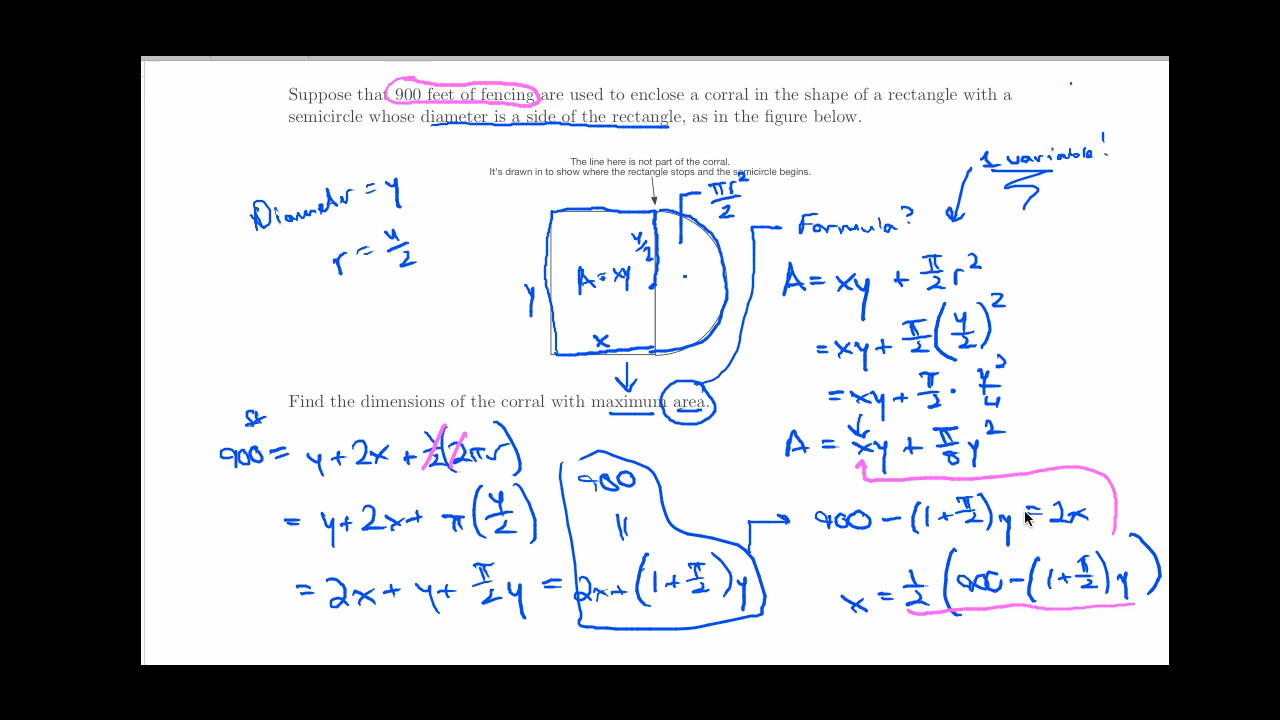 Suppose that 900 feet of fencing are used to enclose a corral in the shape of a rectangle with a
semicircle whose diameter is a side of the rectangle, as in the figure below.
The line here is not part of the corral.
It's drawn in to show where the rectangle stops and the semicircle begins.
1 variable!
Diameter = y
r = y/2
πr²/2
y/2
A = xy
y
x
Formula?
A = xy + π/2 r²
= xy + π/2 (y/2)²
= xy + π/2 · y²/4
A = xy + π/8 y²
Find the dimensions of the corral with maximum area.
900 = y + 2x + 1/2(2πr)
= y + 2x + π(y/2)
= 2x + y + π/2 y = 2x + (1 + π/2) y
900
=
900 − (1 + π/2) y = 2x
x = 1/2 (900 − (1 + π/2) y)